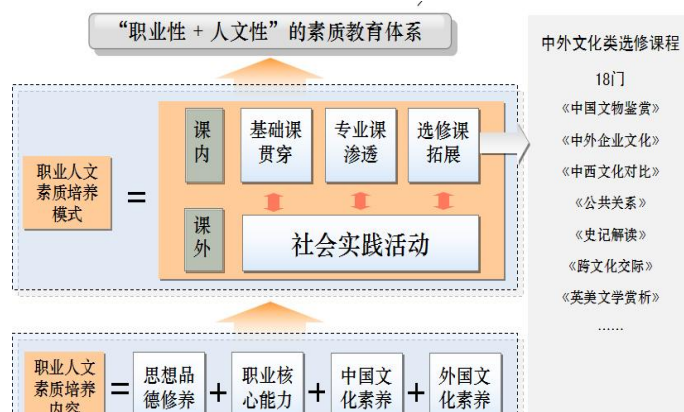 “职业性 + 人文性”的素质教育体系
中外文化类选修课程
18门
《中国文物鉴赏》
《中外企业文化》
《中西文化对比》
《公共关系》
《史记解读》
《跨文化交际》
《英美文学赏析》
……
职业人文
素质培养
模式
=
课
内
基础课
贯穿
专业课
渗透
选修课
拓展
课
外
社会实践活动
职业人文
素质培养
内容
=
思想品
德修养
+
职业核
心能力
+
中国文
化素养
+
外国文
化素养